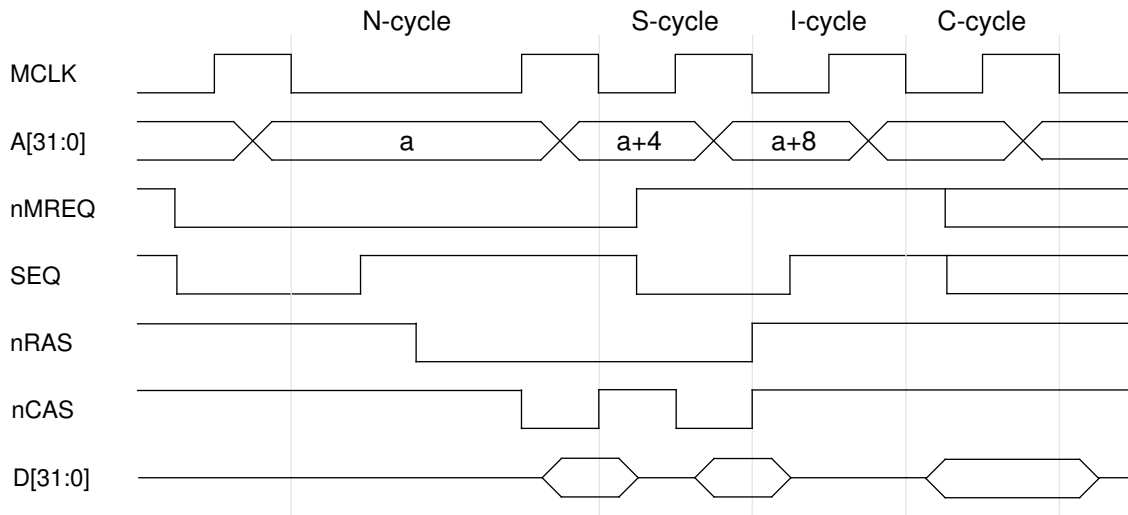 N-cycle S-cycle I-cycle C-cycle
MCLK
A[31:0] a a+4 a+8
nMREQ
SEQ
nRAS
nCAS
D[31:0]